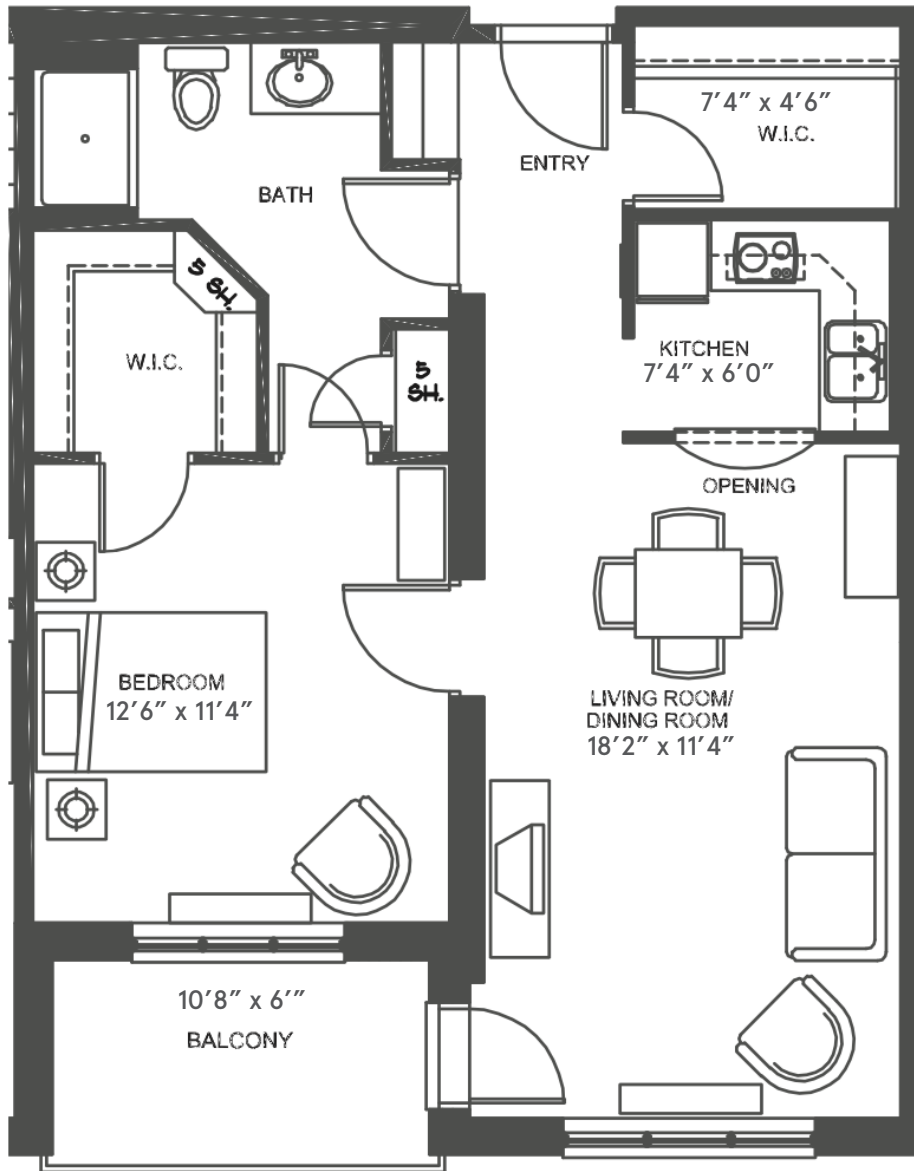 7'4" x 4'6"
W.I.C.
ENTRY
BATH
5 SH.
W.I.C.
5
SH.
KITCHEN
7'4" x 6'0"
OPENING
BEDROOM
12'6" x 11'4"
LIVING ROOM/
DINING ROOM
18'2" x 11'4"
10'8" x 6'"
BALCONY